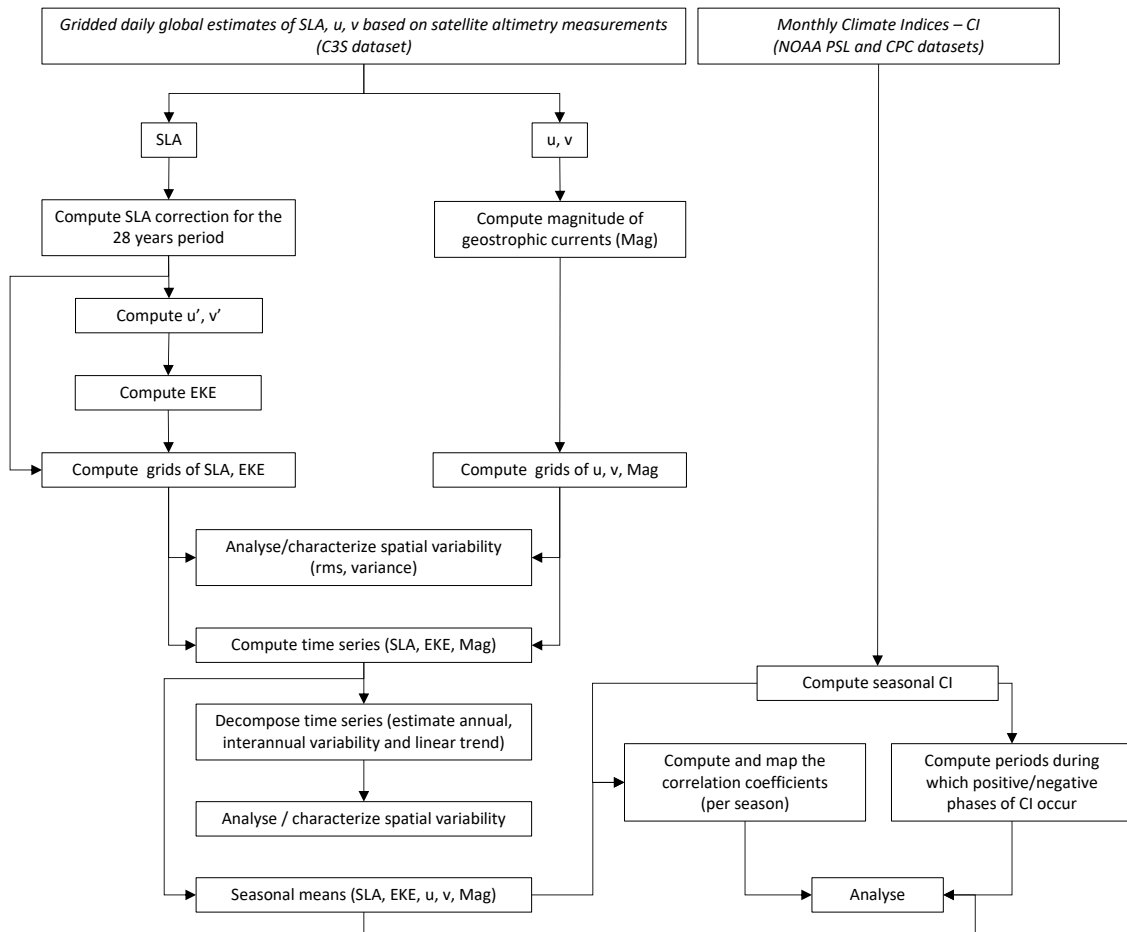 Gridded daily global estimates of SLA, u, v based on satellite altimetry measurements
(C3S dataset)
Monthly Climate Indices – CI
(NOAA PSL and CPC datasets)
SLA
u, v
Compute SLA correction for the
28 years period
Compute magnitude of
geostrophic currents (Mag)
Compute u’, v’
Compute EKE
Compute grids of SLA, EKE
Compute grids of u, v, Mag
Analyse/characterize spatial variability
(rms, variance)
Compute time series (SLA, EKE, Mag)
Compute seasonal CI
Decompose time series (estimate annual,
interannual variability and linear trend)
Compute and map the
correlation coefficients
(per season)
Compute periods during
which positive/negative
phases of CI occur
Analyse / characterize spatial variability
Seasonal means (SLA, EKE, u, v, Mag)
Analyse